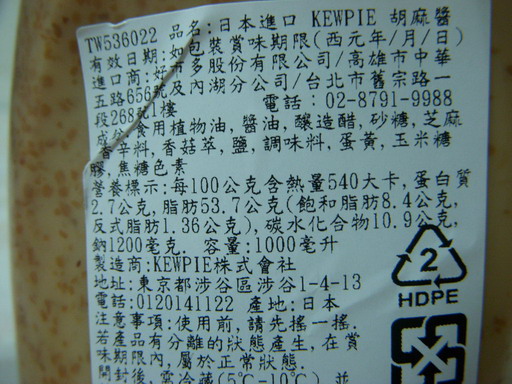 TW536022 品名:日本進口 KEWPIE 胡麻醬
有效日期:如包裝賞味期限(西元年/月/日)
進口商:好市多股份有限公司/高雄市中華
五路656號及內湖分公司/台北市舊宗路一
段268號1樓 電話: 02-8791-9988
成分:食用植物油,醬油,釀造醋,砂糖,芝麻
香辛料,香菇萃,鹽,調味料,蛋黃,玉米糖
膠,焦糖色素
營養標示:每100公克含熱量540大卡,蛋白質
2.7公克,脂肪53.7公克(飽和脂肪8.4公克,
反式脂肪1.36公克),碳水化合物10.9公克,
鈉1200毫克. 容量:1000毫升
製造商:KEWPIE株式會社
地址:東京都涉谷區涉谷1-4-13
電話:0120141122 產地:日本
注意事項:使用前,請先搖一搖,
若產品有分離的狀態產生,在賞
味期限內,屬於正常狀態.
開封後,需冷藏(5℃-10℃) 並
2
HDPE